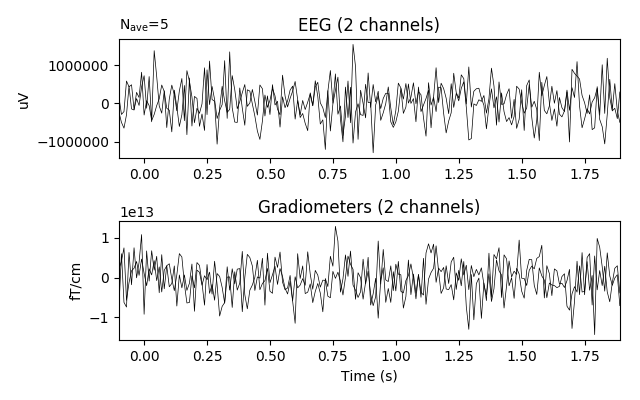 N_ave=5
EEG (2 channels)
uV
1000000
0
−1000000
0.00 0.25 0.50 0.75 1.00 1.25 1.50 1.75
1e13
Gradiometers (2 channels)
fT/cm
1
0
−1
0.00 0.25 0.50 0.75 1.00 1.25 1.50 1.75
Time (s)